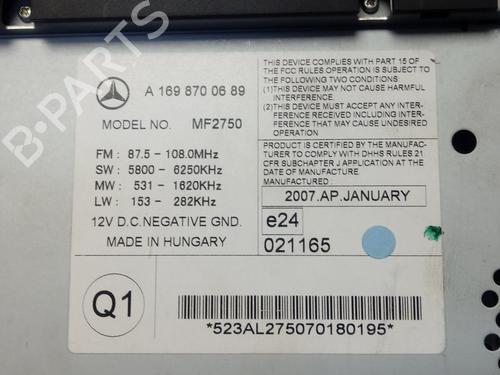 A 169 870 06 89
MODEL NO. MF2750
FM : 87.5 - 108.0MHz
SW : 5800 - 6250KHz
MW : 531 - 1620KHz
LW : 153 - 282KHz
12V D.C.NEGATIVE GND.
MADE IN HUNGARY
THIS DEVICE COMPLIES WITH PART 15 OF
THE FCC RULES OPERATION IS SUBJECT TO
THE FOLLOWING TWO CONDITIONS
(1)THIS DEVICE MAY NOT CAUSE HARMFUL
INTERFERENCE
(2)THIS DEVICE MUST ACCEPT ANY INTER-
FERENCE RECEIVED INCLUDING INTER-
FERENCE THAT MAY CAUSE UNDESIRED
OPERATION
PRODUCT IS CERTIFIED BY THE MANUFAC-
TURER TO COMPLY WITH DHHS RULES 21
CFR SUBCHAPTER J APPLICATION AT THE
DATE OF MANUFACTURE.
MANUFACTURED :
2007.AP.JANUARY
e24
021165
Q1
*523AL275070180195*
B-PARTS